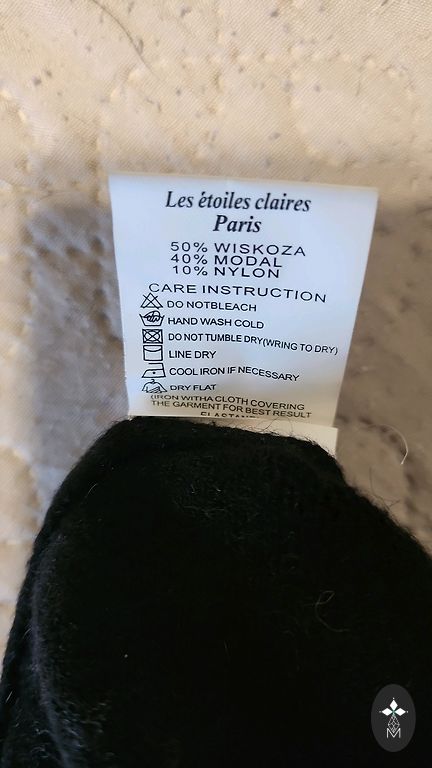 Les étoiles claires
Paris
50% WISKOZA
40% MODAL
10% NYLON
CARE INSTRUCTION
DO NOTBLEACH
HAND WASH COLD
DO NOT TUMBLE DRY(WRING TO DRY)
LINE DRY
COOL IRON IF NECESSARY
DRY FLAT
(IRON WITHA CLOTH COVERING
THE GARMENT FOR BEST RESULT
M